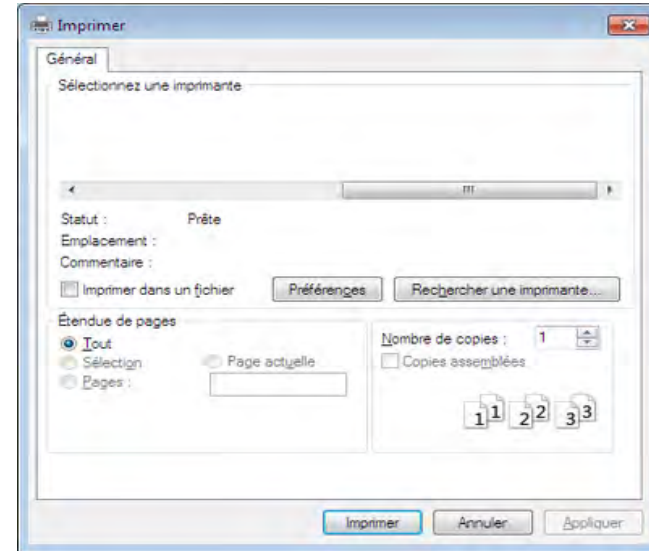 Imprimer
Général
Sélectionnez une imprimante
Statut : Prête
Emplacement :
Commentaire :
Imprimer dans un fichier Préférences Rechercher une imprimante...
Étendue de pages
Tout
Sélection Page actuelle
Pages :
Nombre de copies : 1
Copies assemblées
1 1 2 2 3 3
Imprimer Annuler Appliquer